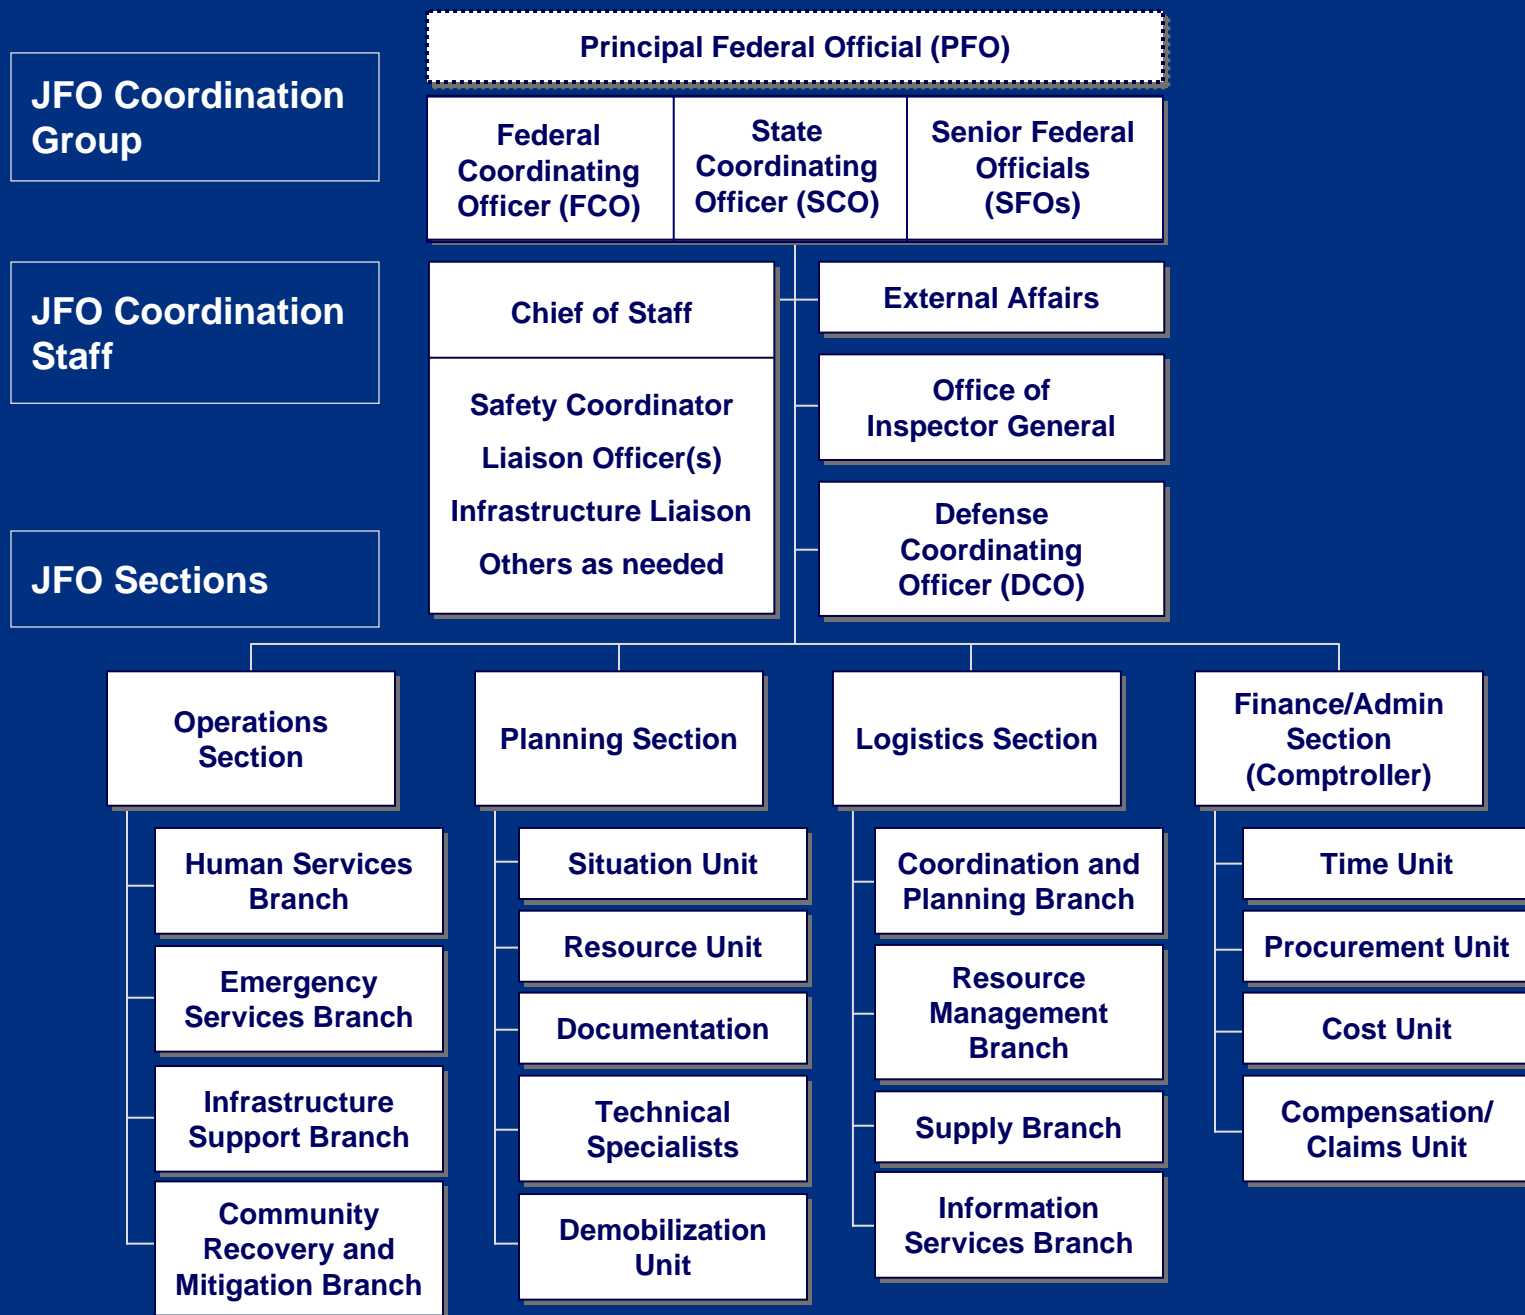 Principal Federal Official (PFO)
JFO Coordination
Group
Federal
Coordinating
Officer (FCO)
State
Coordinating
Officer (SCO)
Senior Federal
Officials
(SFOs)
JFO Coordination
Staff
Chief of Staff
Safety Coordinator
Liaison Officer(s)
Infrastructure Liaison
Others as needed
External Affairs
Office of
Inspector General
Defense
Coordinating
Officer (DCO)
JFO Sections
Operations
Section
Human Services
Branch
Emergency
Services Branch
Infrastructure
Support Branch
Community
Recovery and
Mitigation Branch
Planning Section
Situation Unit
Resource Unit
Documentation
Technical
Specialists
Demobilization
Unit
Logistics Section
Coordination and
Planning Branch
Resource
Management
Branch
Supply Branch
Information
Services Branch
Finance/Admin
Section
(Comptroller)
Time Unit
Procurement Unit
Cost Unit
Compensation/
Claims Unit